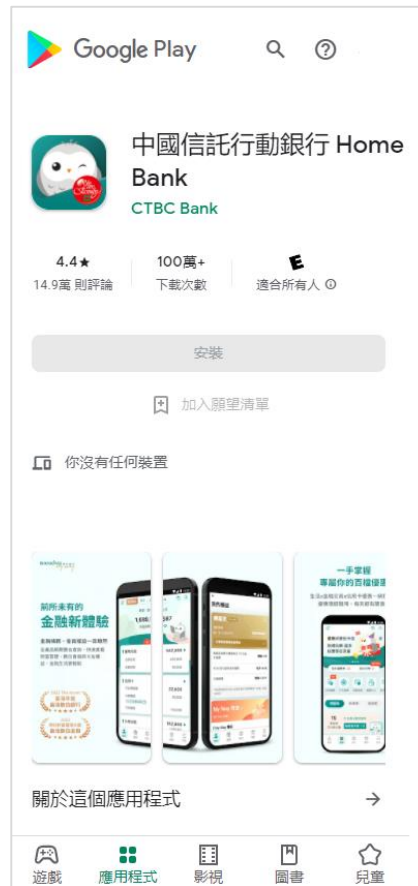 Google Play
中國信託行動銀行 Home
Bank
CTBC Bank
4.4★
100萬+
14.9萬 則評論
下載次數
適合所有人
安裝
加入願望清單
你沒有任何裝置
前所未有的
金融新體驗
一手掌握
專屬你的百檔優惠
關於這個應用程式
遊戲
應用程式
影視
圖書
兒童